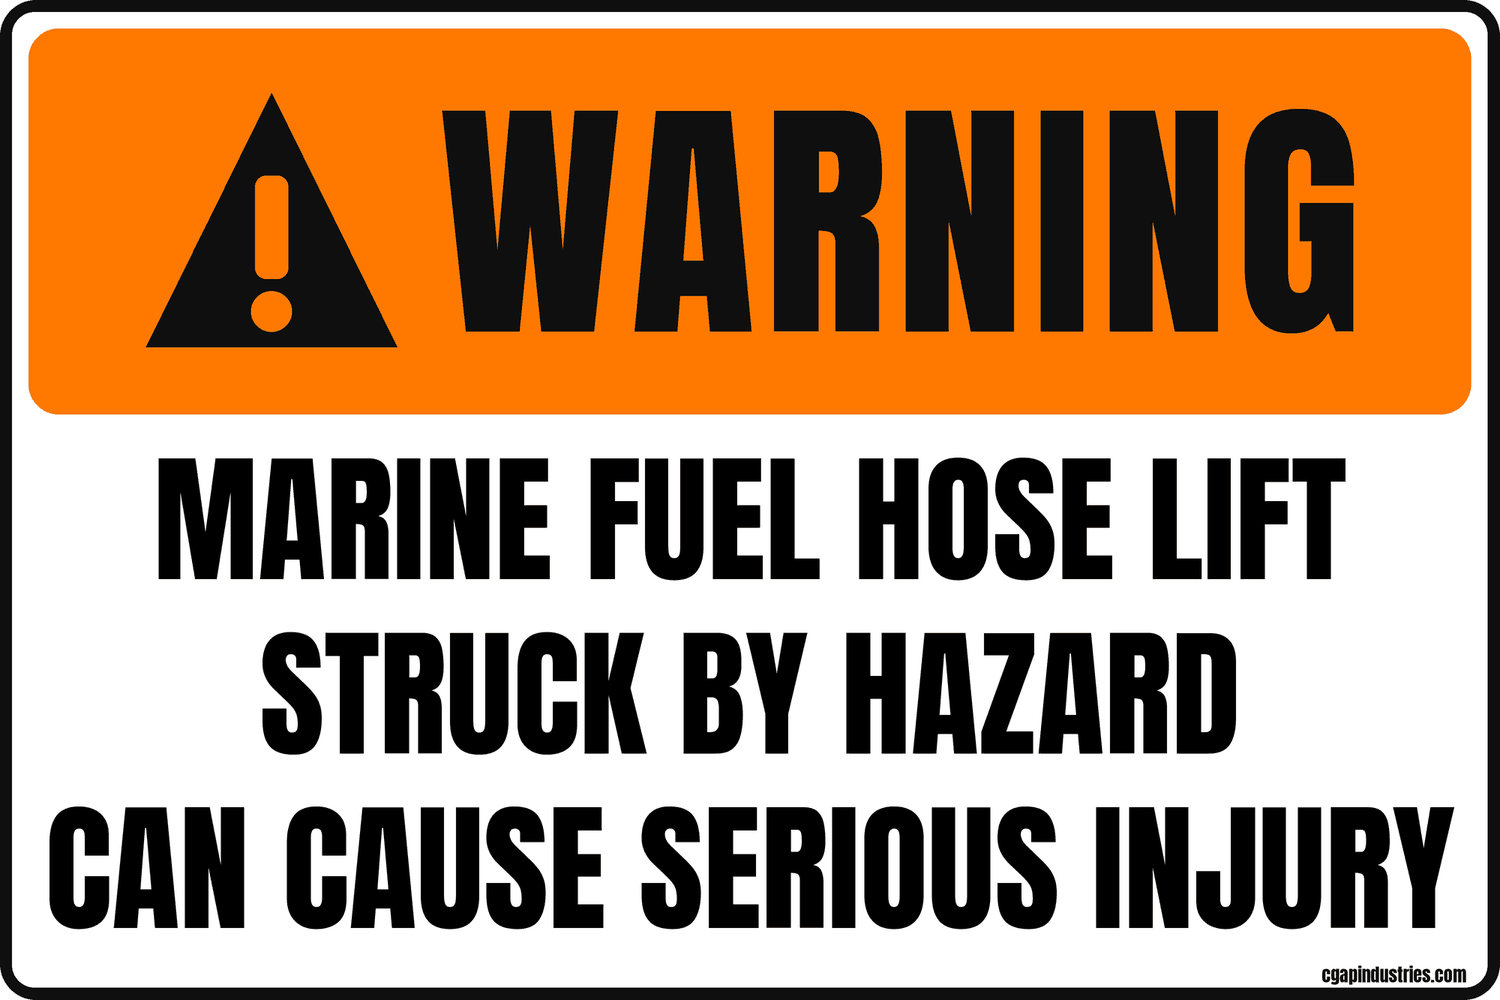 WARNING
MARINE FUEL HOSE LIFT
STRUCK BY HAZARD
CAN CAUSE SERIOUS INJURY
cgapindustries.com